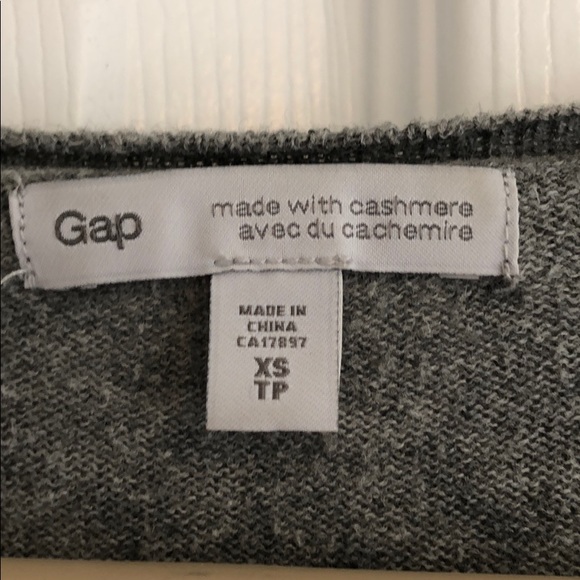 Gap
made with cashmere
avec du cachemire
MADE IN
CHINA
CA17897
XS
TP